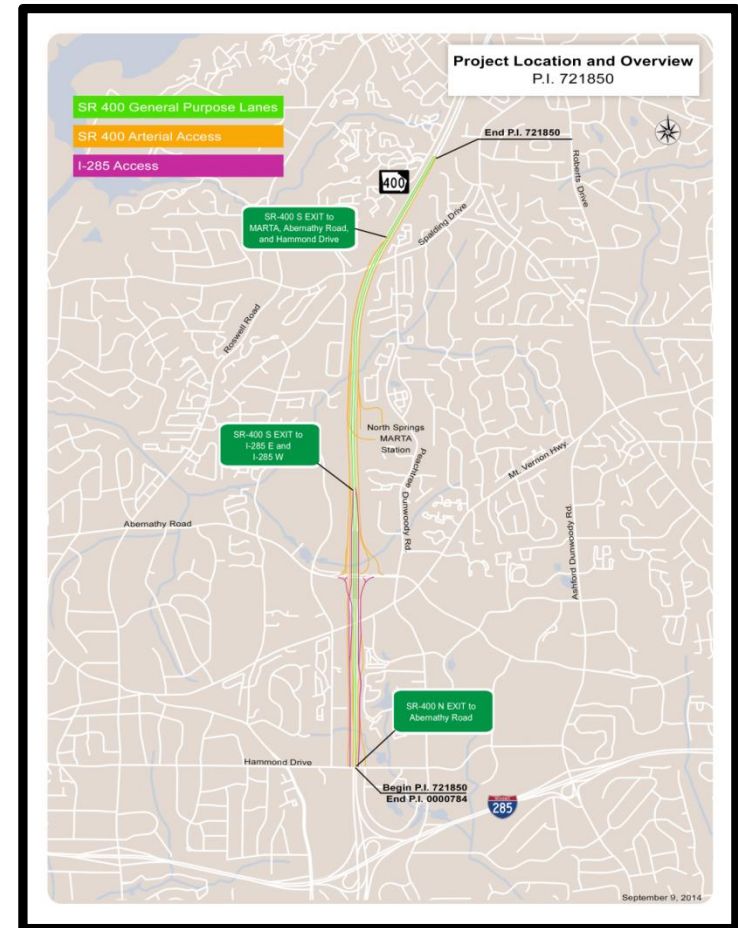 Project Location and Overview
P.I. 721850
SR 400 General Purpose Lanes
SR 400 Arterial Access
I-285 Access
End P.I. 721850
400
Roberts Drive
SR-400 S EXIT to
MARTA, Abernathy Road,
and Hammond Drive
Spalding Drive
Roswell Road
North Springs
MARTA
Station
SR-400 S EXIT to
I-285 E and
I-285 W
Peachtree Dunwoody Rd.
Mt. Vernon Hwy.
Abernathy Road
Ashford Dunwoody Rd.
SR-400 N EXIT to
Abernathy Road
Hammond Drive
Begin P.I. 721850
End P.I. 0000784
285
September 9, 2014